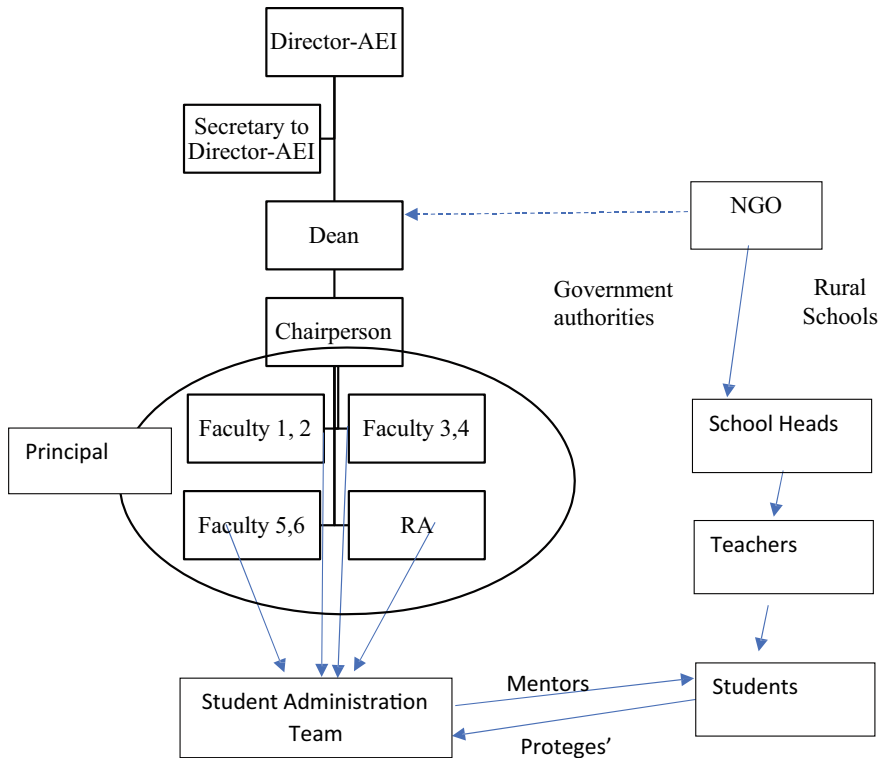 Director-AEI
Secretary to
Director-AEI
Dean
NGO
Government
authorities
Rural
Schools
Chairperson
Faculty 1, 2
Faculty 3,4
School Heads
Principal
Faculty 5,6
RA
Teachers
Student Administration
Team
Mentors
Students
Proteges’